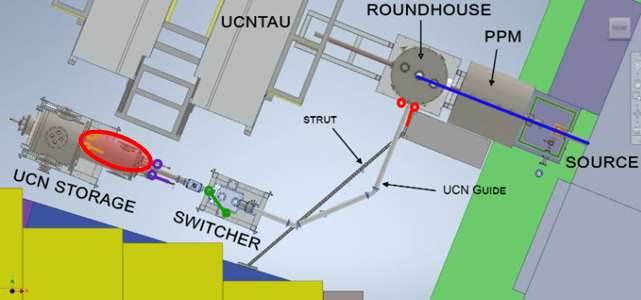 ROUNDHOUSE
UCNTAU
PPM
STRUT
SOURCE
UCN STORAGE
UCN GUIDE
SWITCHER